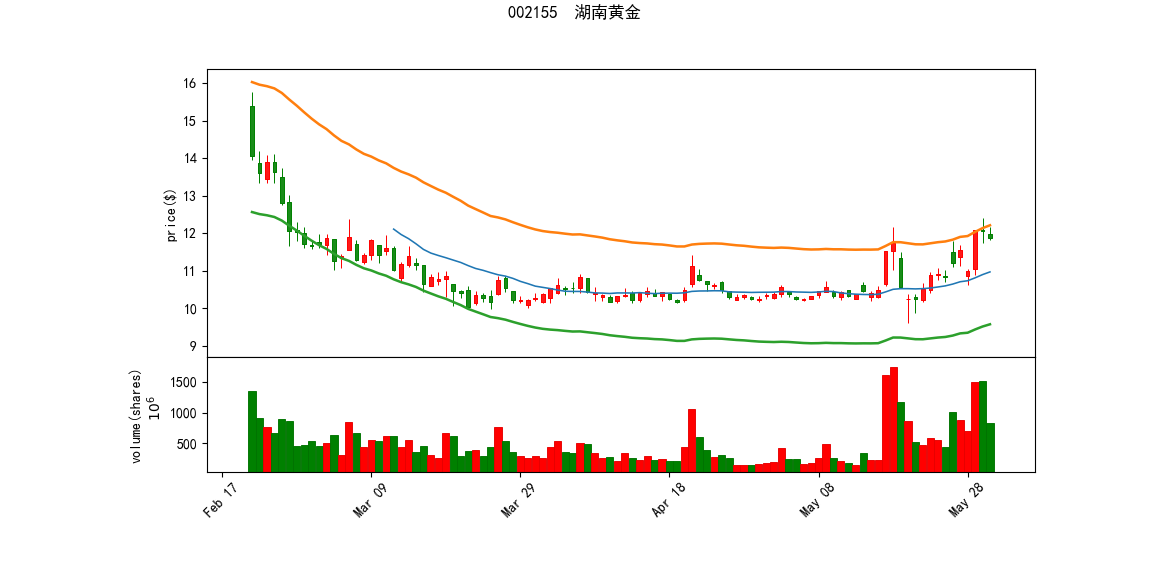 002155 湖南黄金
price($)
16
15
14
13
12
11
10
9
volume(shares)
10^6
1500
1000
500
Feb 17
Mar 09
Mar 29
Apr 18
May 08
May 28